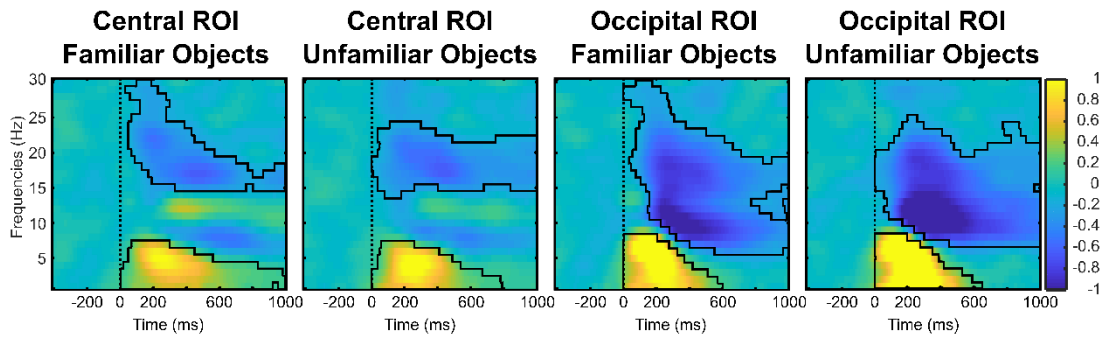 Central ROI
Familiar Objects
Central ROI
Unfamiliar Objects
Occipital ROI
Familiar Objects
Occipital ROI
Unfamiliar Objects
Frequencies (Hz)
30
25
20
15
10
5
-200 0 200 600 1000
Time (ms)
-200 0 200 600 1000
Time (ms)
-200 0 200 600 1000
Time (ms)
-200 0 200 600 1000
Time (ms)
1
0.8
0.6
0.4
0.2
0
-0.2
-0.4
-0.6
-0.8
-1